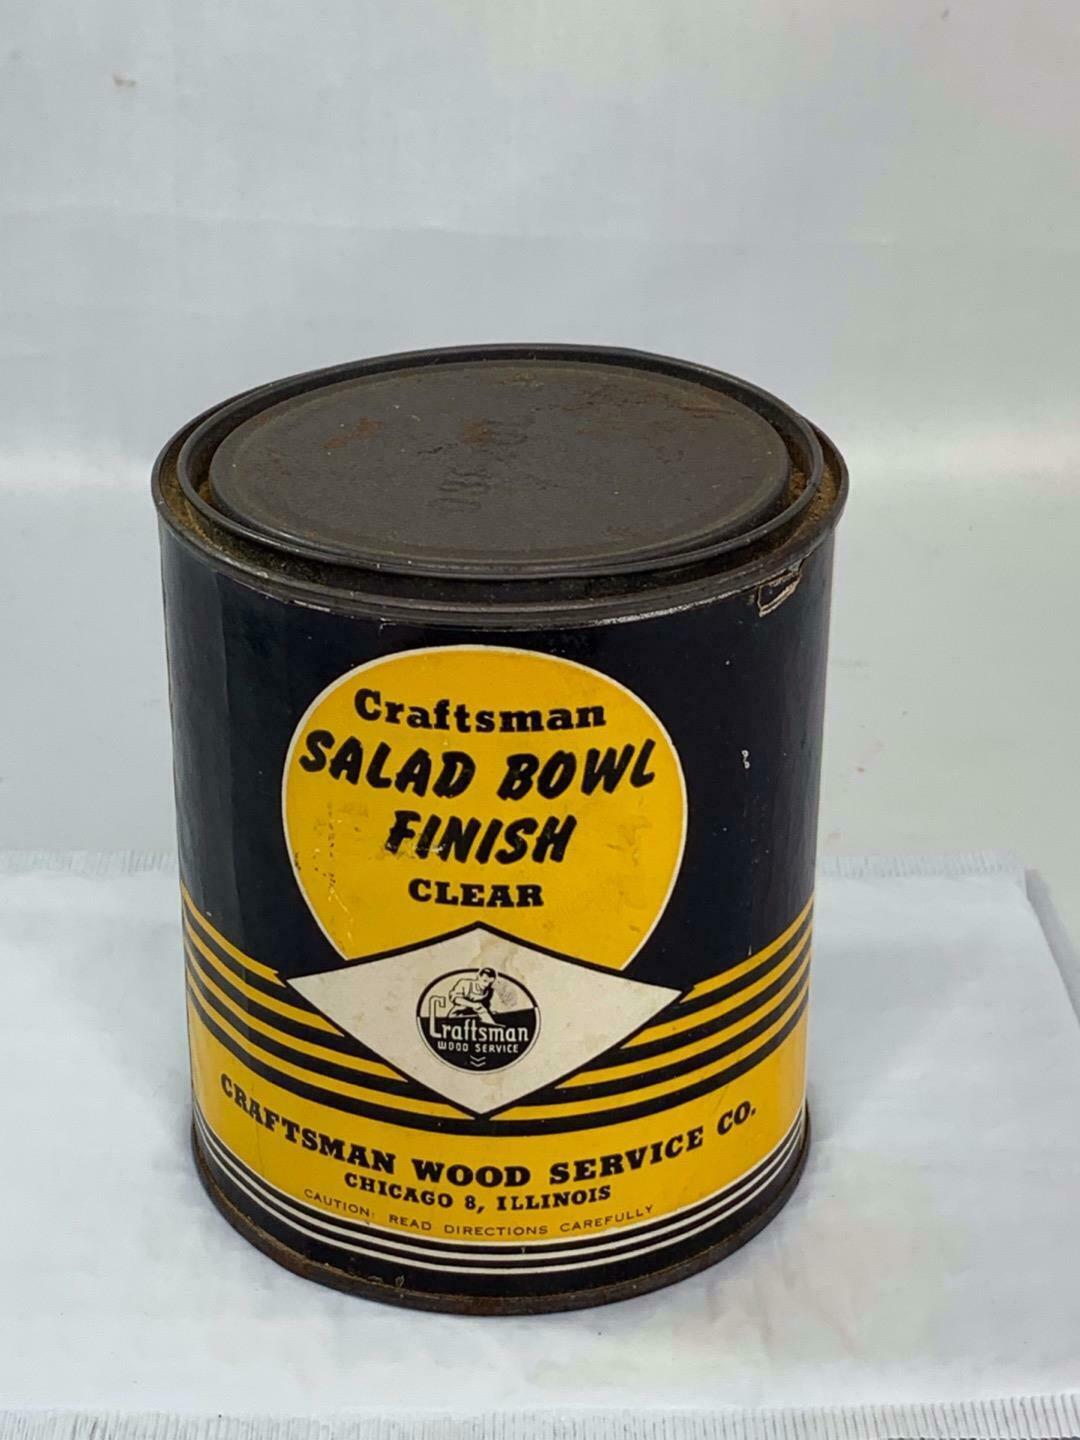 Craftsman
SALAD BOWL
FINISH
CLEAR
Craftsman
WOOD SERVICE
CRAFTSMAN WOOD SERVICE CO.
CHICAGO 8, ILLINOIS
CAUTION: READ DIRECTIONS CAREFULLY